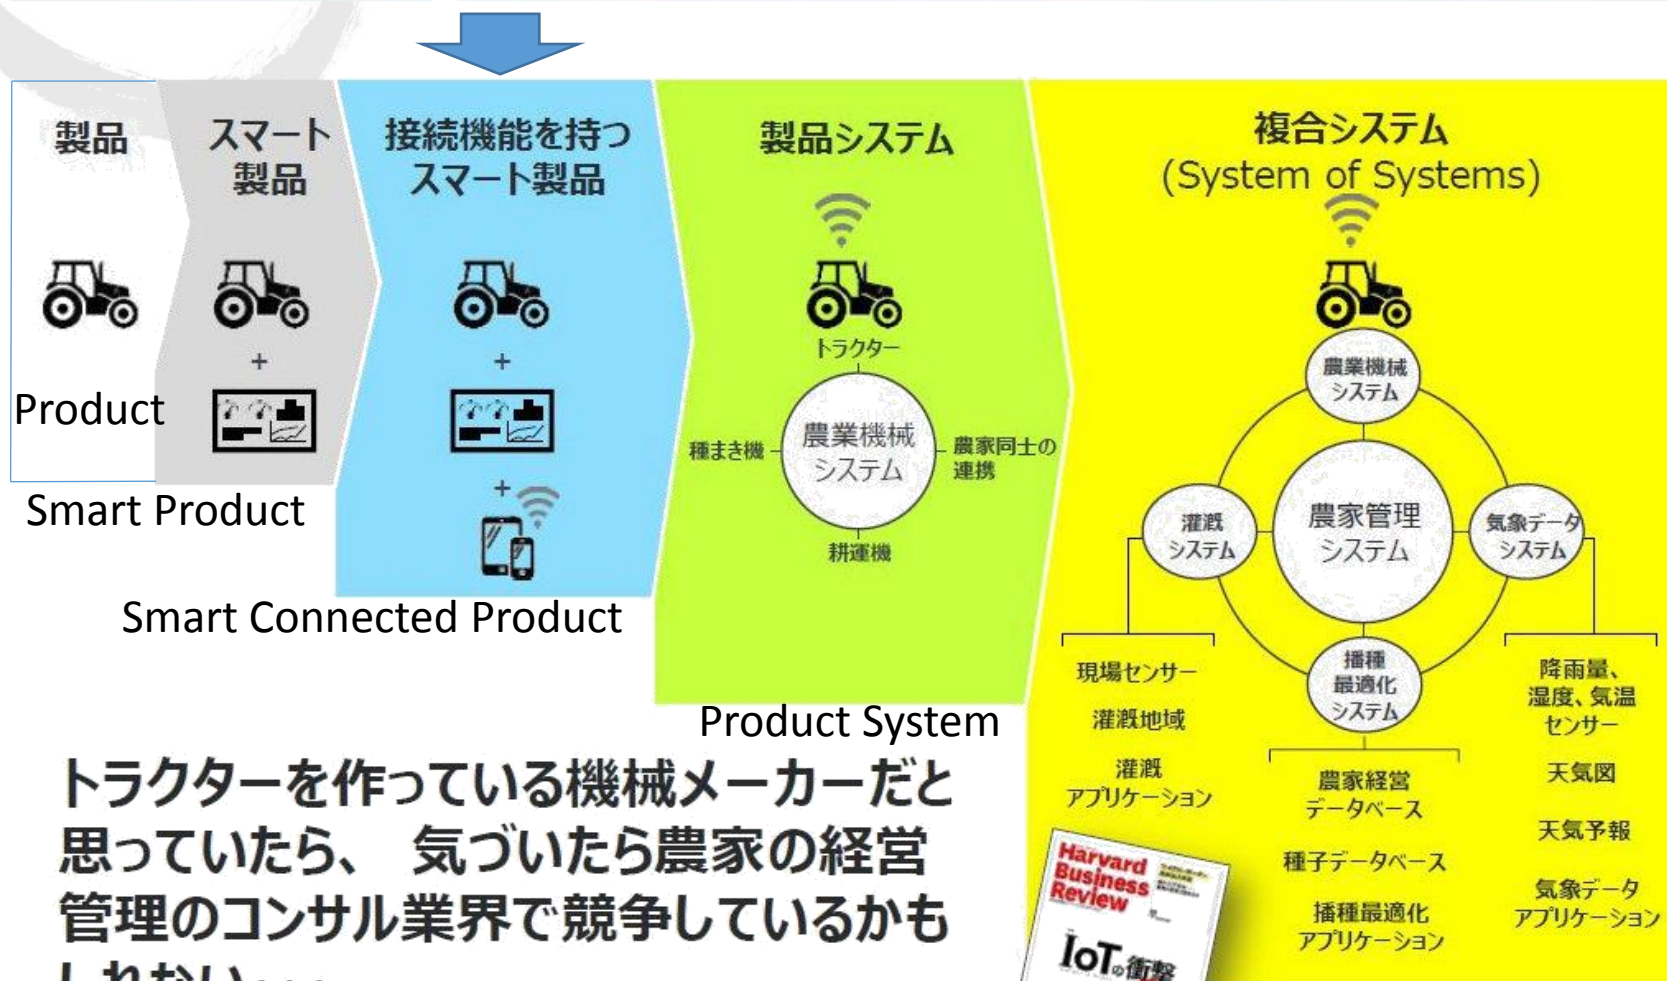 製品
Product
スマート
製品
Smart Product
接続機能を持つ
スマート製品
Smart Connected Product
製品システム
トラクター
種まき機
農業機械
システム
農家同士の
連携
耕運機
Product System
複合システム
(System of Systems)
農業機械
システム
灌漑
システム
農家管理
システム
気象データ
システム
播種
最適化
システム
現場センサー
灌漑地域
灌漑
アプリケーション
農家経営
データベース
種子データベース
播種最適化
アプリケーション
降雨量、
湿度、気温
センサー
天気図
天気予報
気象データ
アプリケーション
トラクターを作っている機械メーカーだと
思っていたら、 気づいたら農家の経営
管理のコンサル業界で競争しているかも
しれない・・・
Harvard
Business
Review
IoTの衝撃